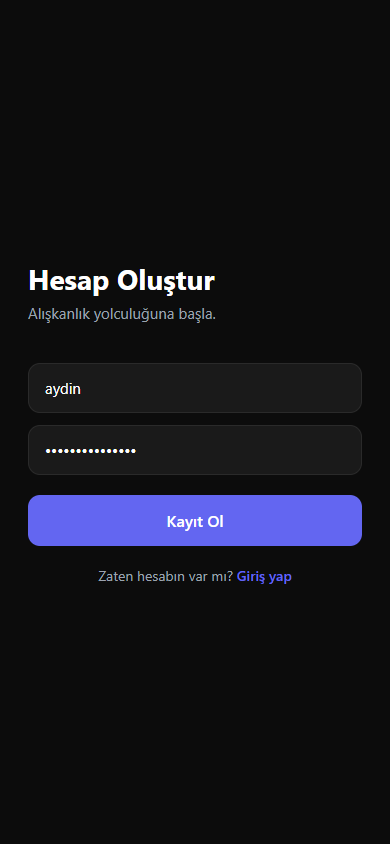 Hesap Oluştur
Alışkanlık yolculuğuna başla.
aydin
•••••••••••••••
Kayıt Ol
Zaten hesabın var mı? Giriş yap